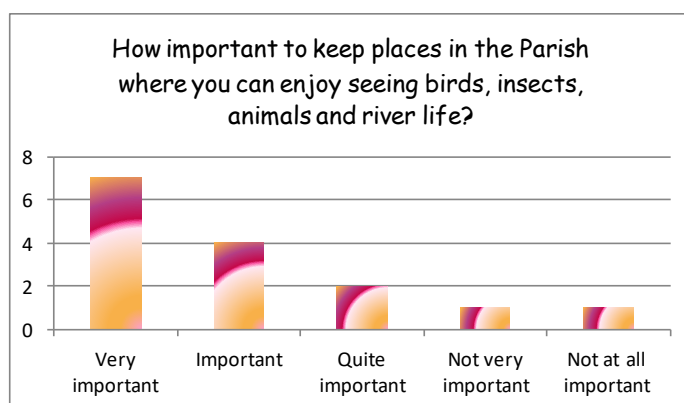 How important to keep places in the Parish
where you can enjoy seeing birds, insects,
animals and river life?
8
6
4
2
0
Very
important
Important
Quite
important
Not very
important
Not at all
important